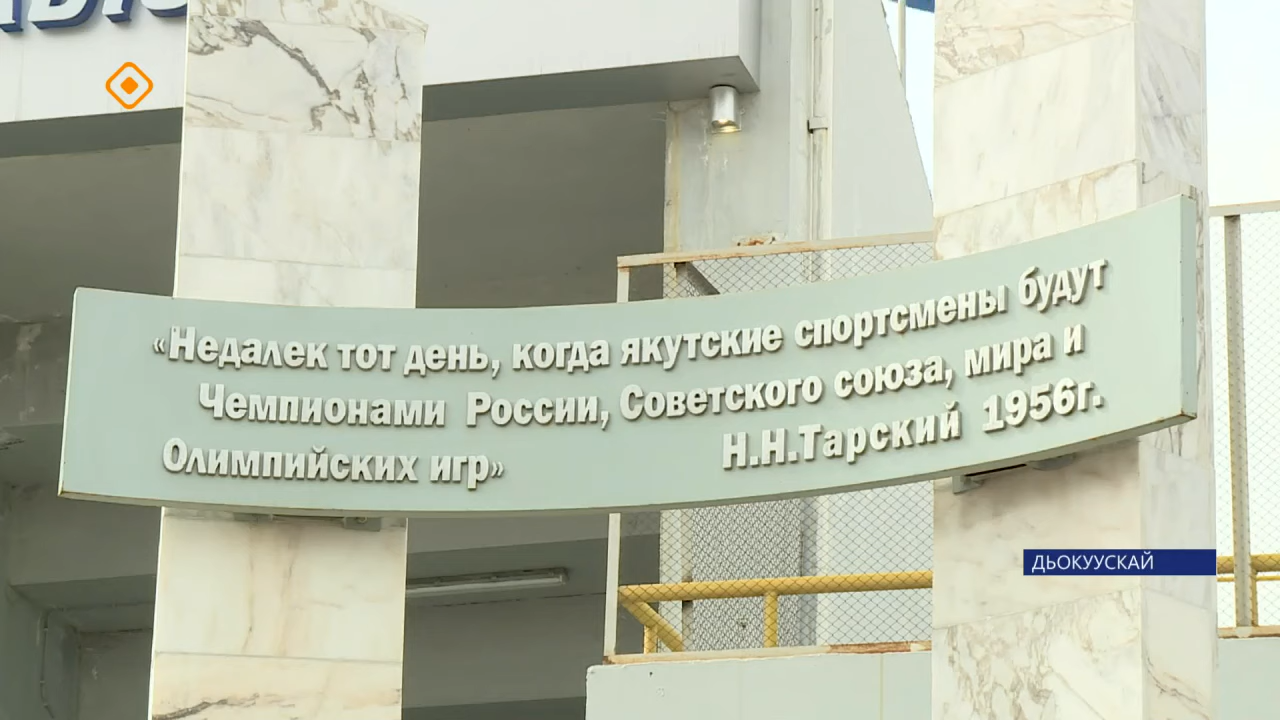 «Недалек тот день, когда якутские спортсмены будут
Чемпионами России, Советского союза, мира и
Олимпийских игр» Н.Н.Тарский 1956г.
ДЬОКУУСКАЙ